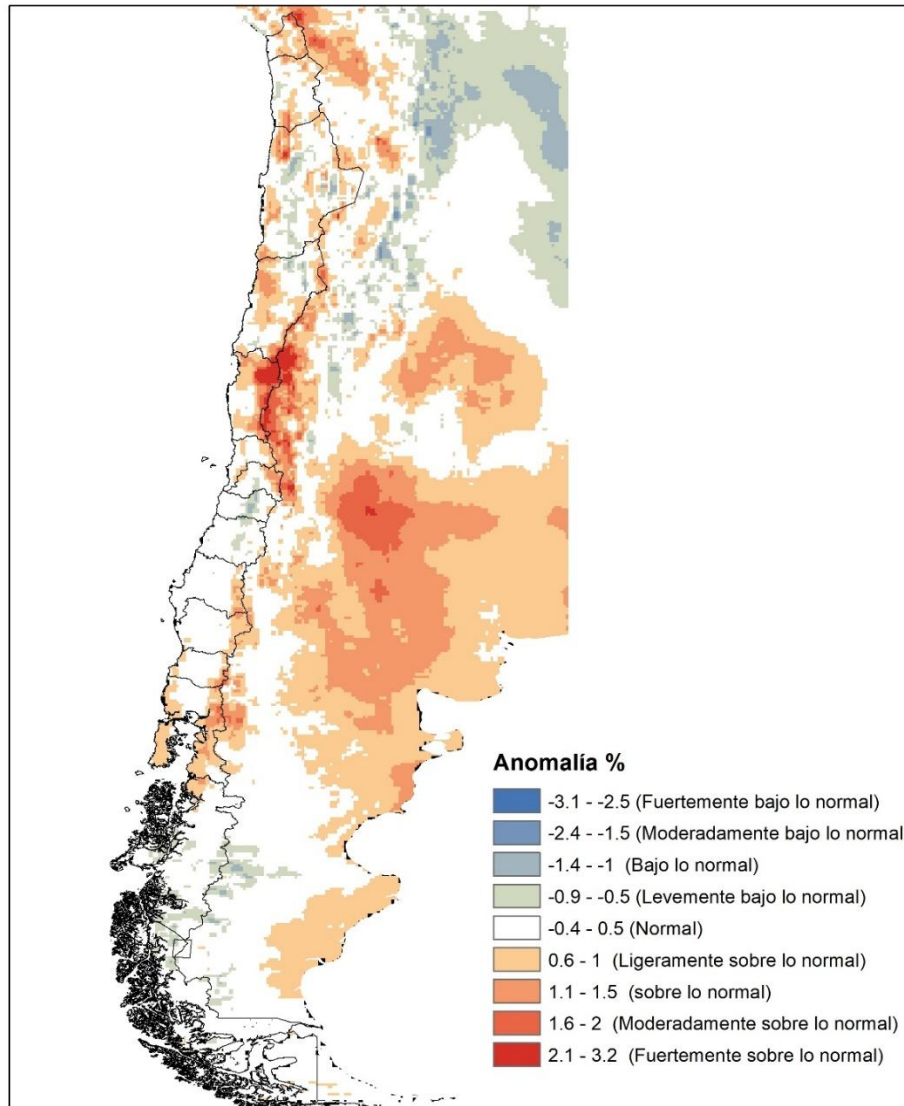 Anomalía %
-3.1 - -2.5 (Fuertemente bajo lo normal)
-2.4 - -1.5 (Moderadamente bajo lo normal
-1.4 - -1 (Bajo lo normal)
-0.9 - -0.5 (Levemente bajo lo normal)
-0.4 - 0.5 (Normal)
0.6 - 1 (Ligeramente sobre lo normal)
1.1 - 1.5 (sobre lo normal)
1.6 - 2 (Moderadamente sobre lo normal)
2.1 - 3.2 (Fuertemente sobre lo normal)